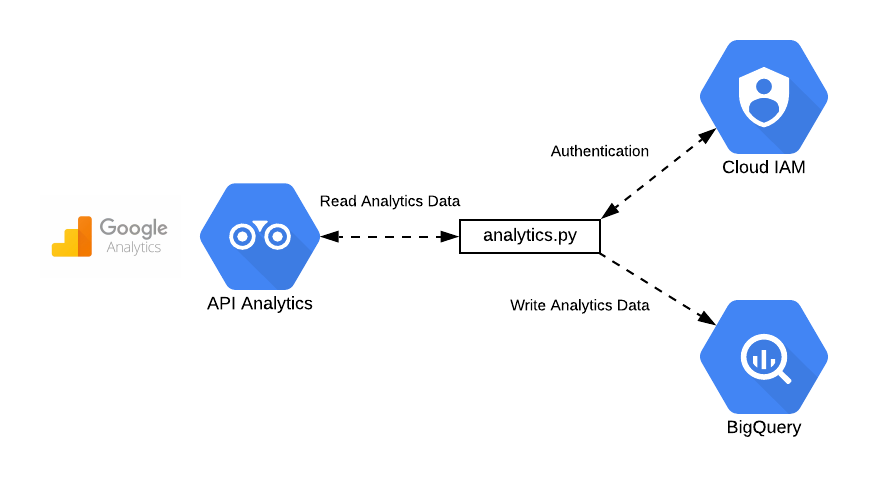 Google
Analytics
API Analytics
Read Analytics Data
analytics.py
Authentication
Cloud IAM
Write Analytics Data
BigQuery